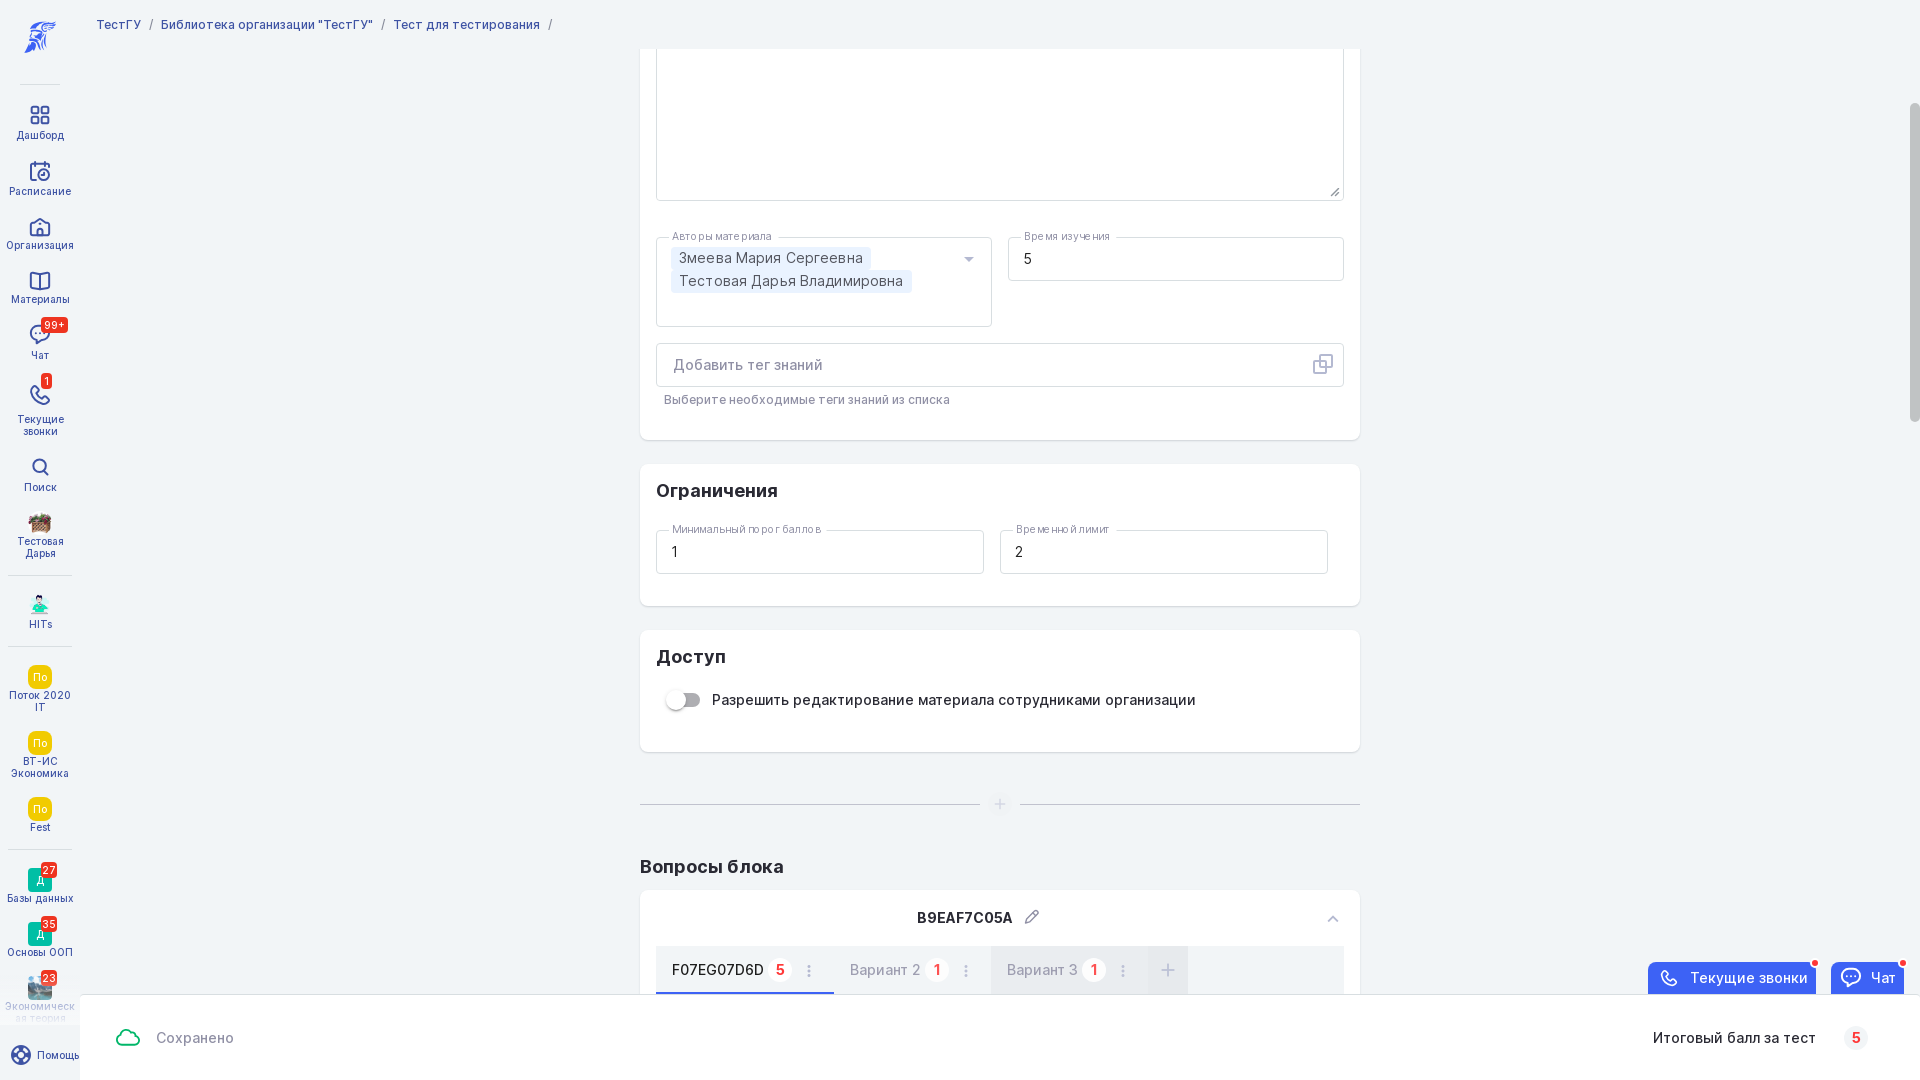 ТестГУ / Библиотека организации "ТестГУ" / Тест для тестирования /
Дашборд
Расписание
Организация
Материалы
99+
Чат
1
Текущие
звонки
Поиск
Тестовая
Дарья
HITs
По
Поток 2020
IT
По
ВТ-ИС
Экономика
По
Fest
27
Д
Базы данных
35
Д
Основы ООП
23
Экономическ
ая теория
Помощь
Авторы материала
Змеева Мария Сергеевна
Тестовая Дарья Владимировна
Время изучения
5
Добавить тег знаний
Выберите необходимые теги знаний из списка
Ограничения
Минимальный порог баллов
1
Временной лимит
2
Доступ
Разрешить редактирование материала сотрудниками организации
Вопросы блока
B9EAF7C05A
F07EG07D6D 5
Вариант 2 1
Вариант 3 1
Текущие звонки
Чат
Сохранено
Итоговый балл за тест 5